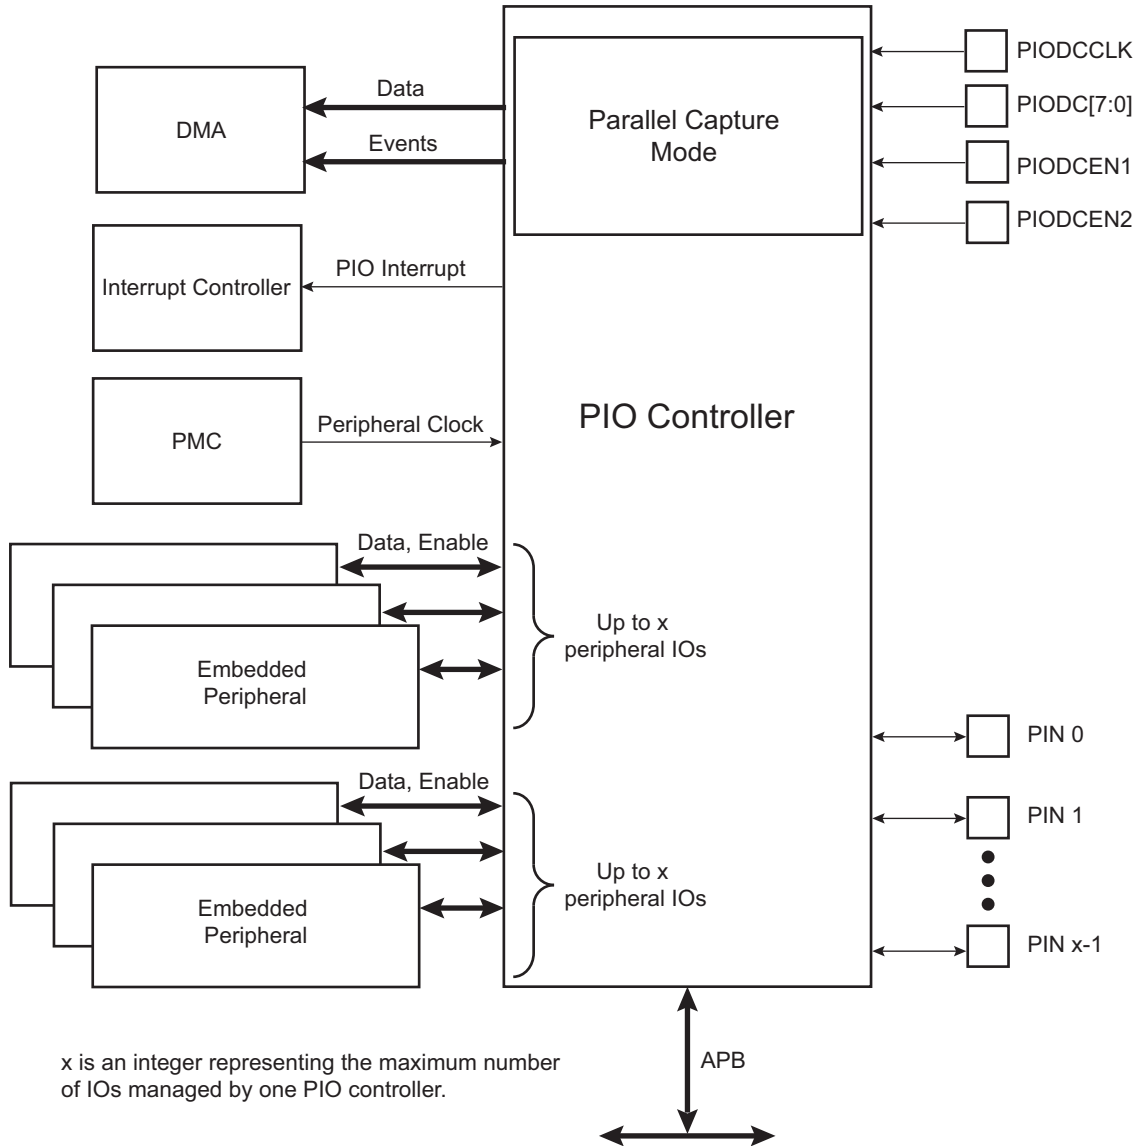 PIODCCLK
Data
DMA
Parallel Capture
Mode
PIODC[7:0]
Events
PIODCEN1
PIODCEN2
PIO Interrupt
Interrupt Controller
PIO Controller
Peripheral Clock
PMC
Data, Enable
Up to x
peripheral IOs
Embedded
Peripheral
PIN 0
Data, Enable
PIN 1
Up to x
peripheral IOs
Embedded
Peripheral
PIN x-1
x is an integer representing the maximum number
of IOs managed by one PIO controller.
APB